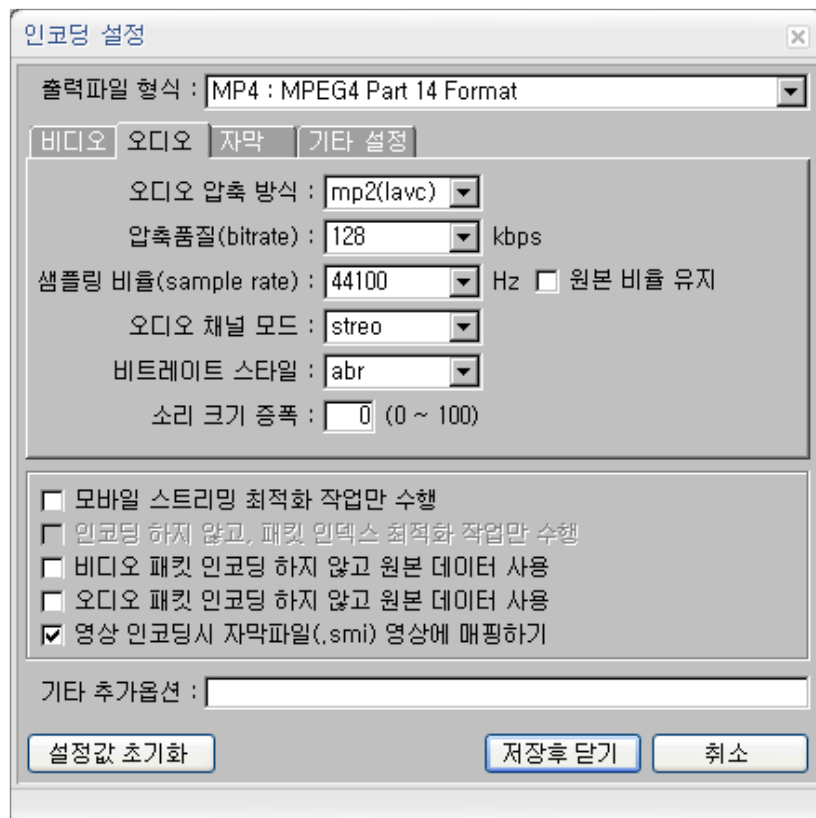 인코딩 설정
출력파일 형식 : MP4 : MPEG4 Part 14 Format
비디오 오디오 자막 기타 설정
오디오 압축 방식 : mp2(lavc)
압축품질(bitrate) : 128 kbps
샘플링 비율(sample rate) : 44100 Hz 원본 비율 유지
오디오 채널 모드 : streo
비트레이트 스타일 : abr
소리 크기 증폭 : 0 (0 ~ 100)
모바일 스트리밍 최적화 작업만 수행
인코딩 하지 않고, 패킷 인덱스 최적화 작업만 수행
비디오 패킷 인코딩 하지 않고 원본 데이터 사용
오디오 패킷 인코딩 하지 않고 원본 데이터 사용
영상 인코딩시 자막파일(.smi) 영상에 매핑하기
기타 추가옵션 :
설정값 초기화 저장후 닫기 취소